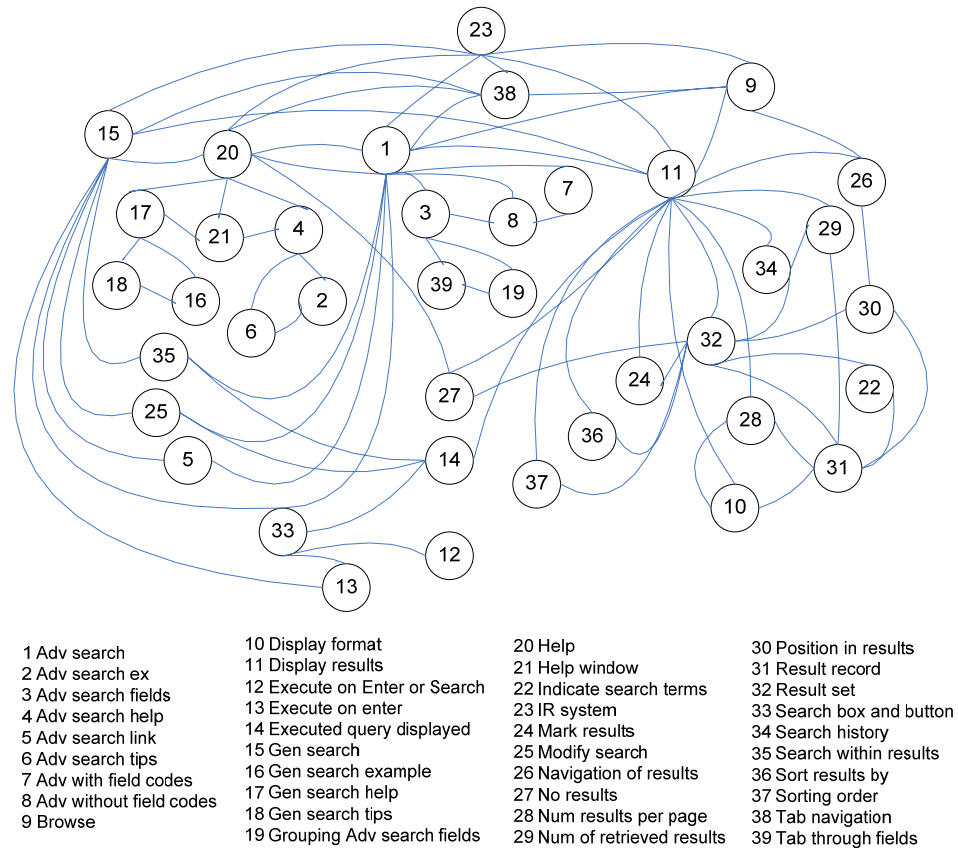 23
38
9
15
20
1
11
26
7
17
3
8
29
21
4
34
18
16
39
19
2
30
6
32
35
24
22
27
25
28
36
5
14
31
37
10
33
12
13
1 Adv search
2 Adv search ex
3 Adv search fields
4 Adv search help
5 Adv search link
6 Adv search tips
7 Adv with field codes
8 Adv without field codes
9 Browse
10 Display format
11 Display results
12 Execute on Enter or Search
13 Execute on enter
14 Executed query displayed
15 Gen search
16 Gen search example
17 Gen search help
18 Gen search tips
19 Grouping Adv search fields
20 Help
21 Help window
22 Indicate search terms
23 IR system
24 Mark results
25 Modify search
26 Navigation of results
27 No results
28 Num results per page
29 Num of retrieved results
30 Position in results
31 Result record
32 Result set
33 Search box and button
34 Search history
35 Search within results
36 Sort results by
37 Sorting order
38 Tab navigation
39 Tab through fields